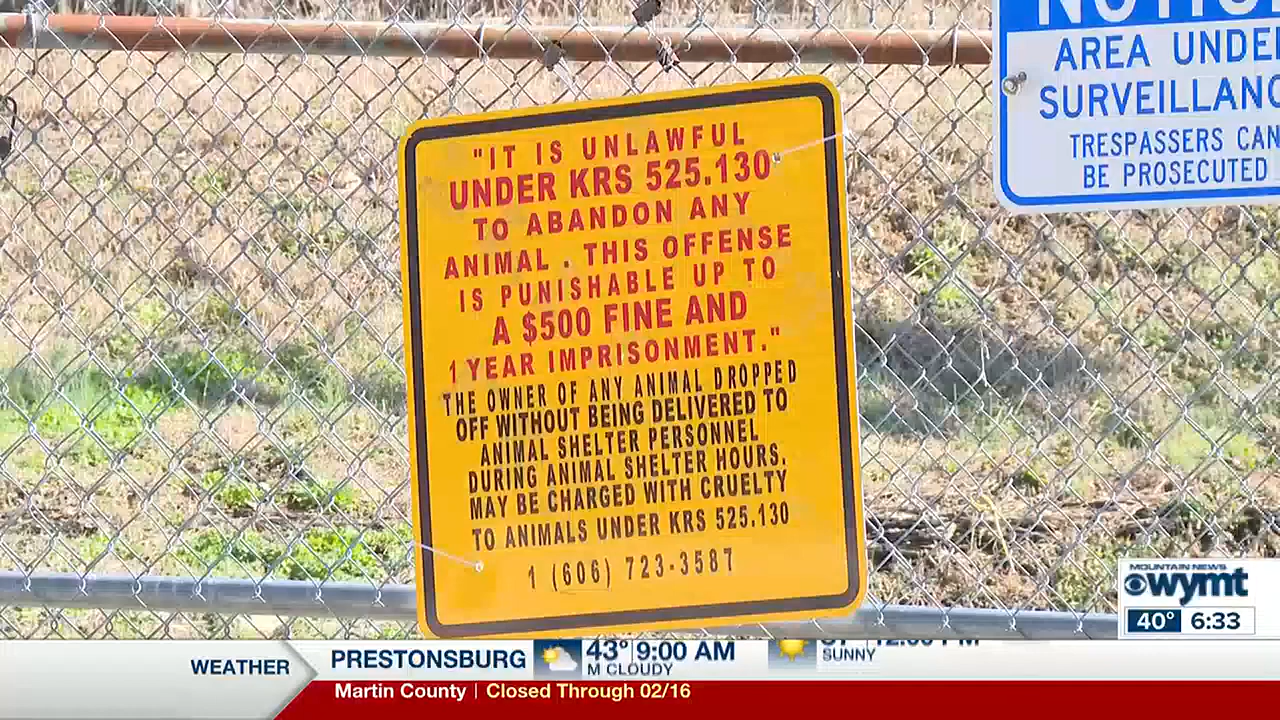 "IT IS UNLAWFUL
UNDER KRS 525.130
TO ABANDON ANY
ANIMAL . THIS OFFENSE
IS PUNISHABLE UP TO
A $500 FINE AND
1 YEAR IMPRISONMENT."
THE OWNER OF ANY ANIMAL DROPPED
OFF WITHOUT BEING DELIVERED TO
ANIMAL SHELTER PERSONNEL
DURING ANIMAL SHELTER HOURS,
MAY BE CHARGED WITH CRUELTY
TO ANIMALS UNDER KRS 525.130
1 (606) 723-3587
AREA UNDE
SURVEILLANC
TRESPASSERS CAN
BE PROSECUTED
MOUNTAIN NEWS
wymt
40° 6:33
WEATHER
PRESTONSBURG
43° 9:00 AM
M CLOUDY
SUNNY
Martin County | Closed Through 02/16